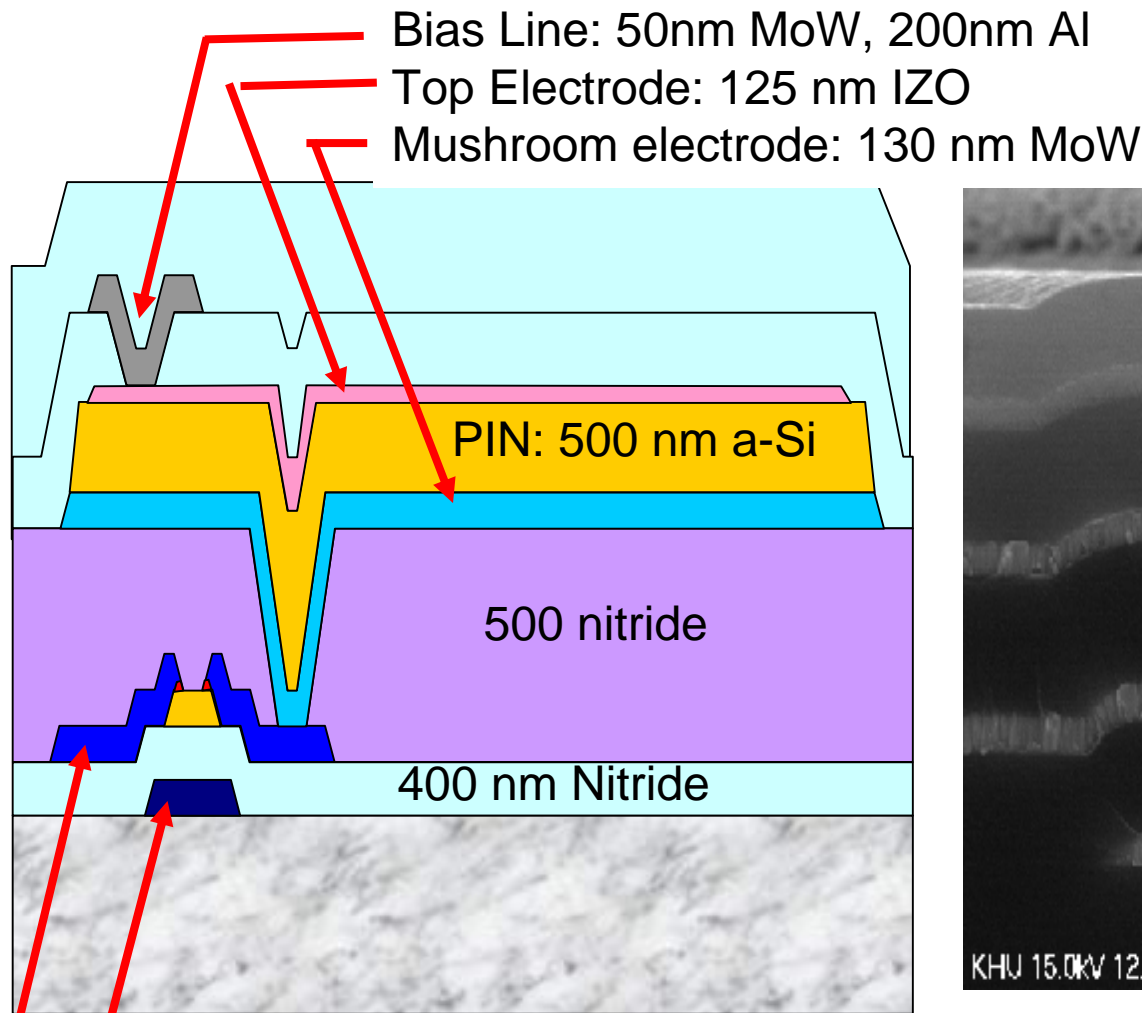 Bias Line: 50nm MoW, 200nm Al
Top Electrode: 125 nm IZO
Mushroom electrode: 130 nm MoW
PIN: 500 nm a-Si
500 nitride
400 nm Nitride
KHU 15.0kV 12.